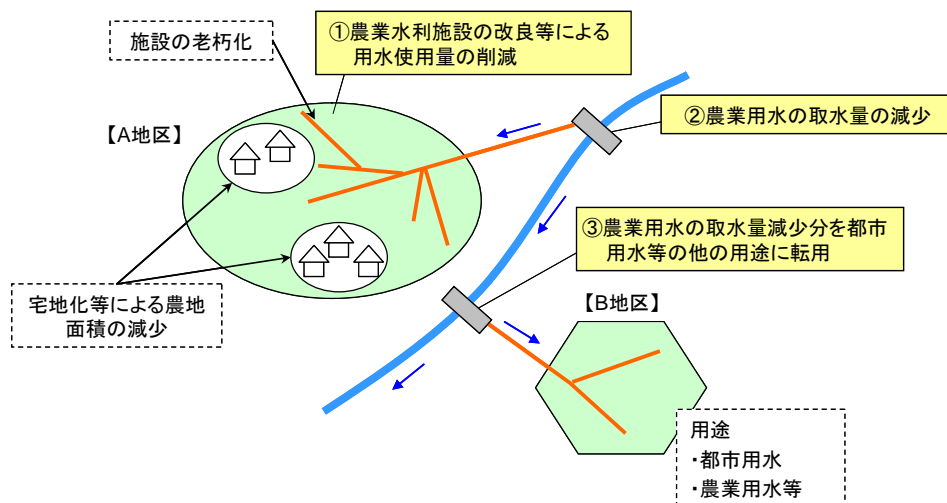 施設の老朽化
①農業水利施設の改良等による
用水使用量の削減
【A地区】
②農業用水の取水量の減少
③農業用水の取水量減少分を都市
用水等の他の用途に転用
宅地化等による農地
面積の減少
【B地区】
用途
・都市用水
・農業用水等